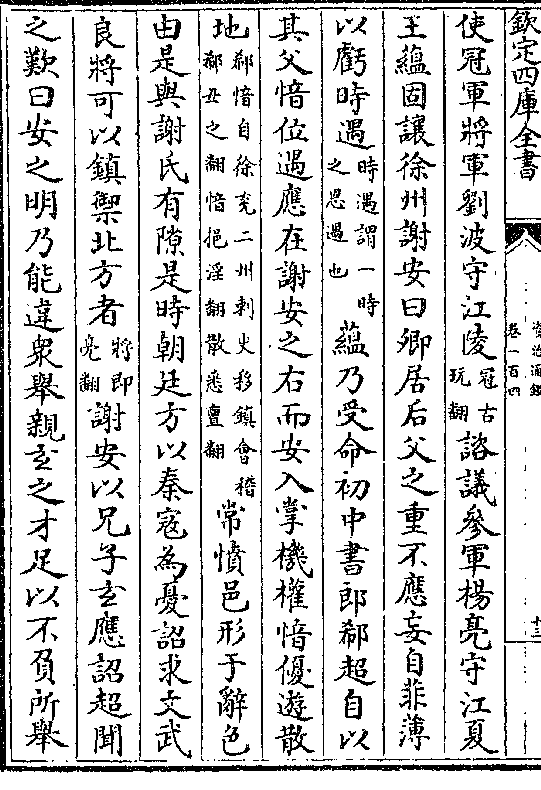 欽定四庫全書
資治通鑑
卷一百四
十三
使冠軍將軍劉波守江陵冠古玩翻諮議參軍楊亮守江夏
王蘊固讓徐州謝安曰卿居后父之重不應妄自菲薄
以虧時遇時遇謂一時之恩遇也蘊乃受命初中書郎郗超自以
其父愔位遇應在謝安之右而安入掌機權愔優遊散
地郗愔自徐兖二州刺史移鎮會稽郗丑之翻愔挹淫翻散悉亶翻常憤邑形于辭色
由是與謝氏有隙是時朝廷方以秦寇為憂詔求文武
良將可以鎮禦北方者將即亮翻謝安以兄子𤣥應詔超聞
之歎曰安之明乃能違衆舉親𤣥之才足以不負所舉